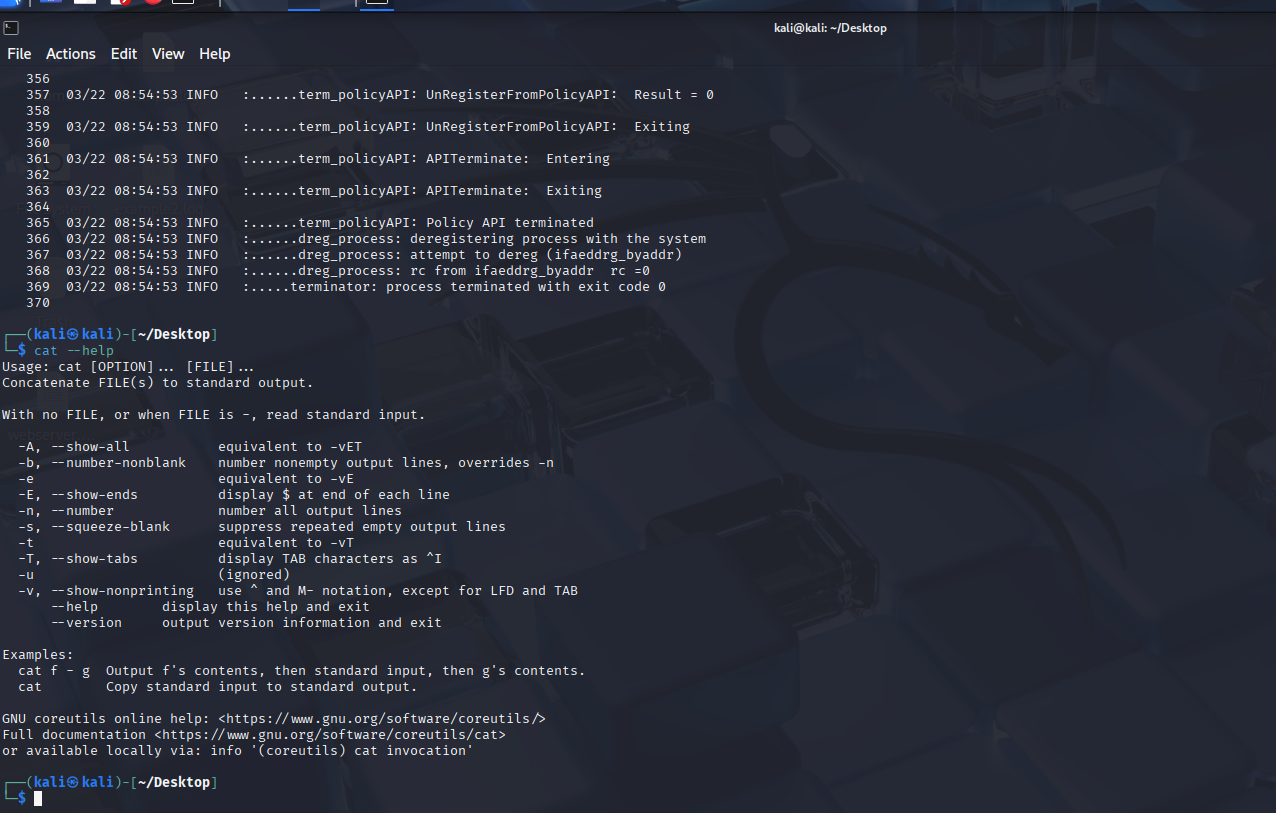 kali@kali: ~/Desktop
File Actions Edit View Help
356
357 03/22 08:54:53 INFO :......term_policyAPI: UnRegisterFromPolicyAPI: Result = 0
358
359 03/22 08:54:53 INFO :......term_policyAPI: UnRegisterFromPolicyAPI: Exiting
360
361 03/22 08:54:53 INFO :......term_policyAPI: APITerminate: Entering
362
363 03/22 08:54:53 INFO :......term_policyAPI: APITerminate: Exiting
364
365 03/22 08:54:53 INFO :......term_policyAPI: Policy API terminated
366 03/22 08:54:53 INFO :......dreg_process: deregistering process with the system
367 03/22 08:54:53 INFO :......dreg_process: attempt to dereg (ifaeddrg_byaddr)
368 03/22 08:54:53 INFO :......dreg_process: rc from ifaeddrg_byaddr rc =0
369 03/22 08:54:53 INFO :.....terminator: process terminated with exit code 0
370
┌──(kali㉿kali)-[~/Desktop]
└─$ cat --help
Usage: cat [OPTION]... [FILE]...
Concatenate FILE(s) to standard output.
With no FILE, or when FILE is -, read standard input.
-A, --show-all equivalent to -vET
-b, --number-nonblank number nonempty output lines, overrides -n
-e equivalent to -vE
-E, --show-ends display $ at end of each line
-n, --number number all output lines
-s, --squeeze-blank suppress repeated empty output lines
-t equivalent to -vT
-T, --show-tabs display TAB characters as ^I
-u (ignored)
-v, --show-nonprinting use ^ and M- notation, except for LFD and TAB
--help display this help and exit
--version output version information and exit
Examples:
cat f - g Output f's contents, then standard input, then g's contents.
cat Copy standard input to standard output.
GNU coreutils online help: <https://www.gnu.org/software/coreutils/>
Full documentation <https://www.gnu.org/software/coreutils/cat>
or available locally via: info '(coreutils) cat invocation'
┌──(kali㉿kali)-[~/Desktop]
└─$